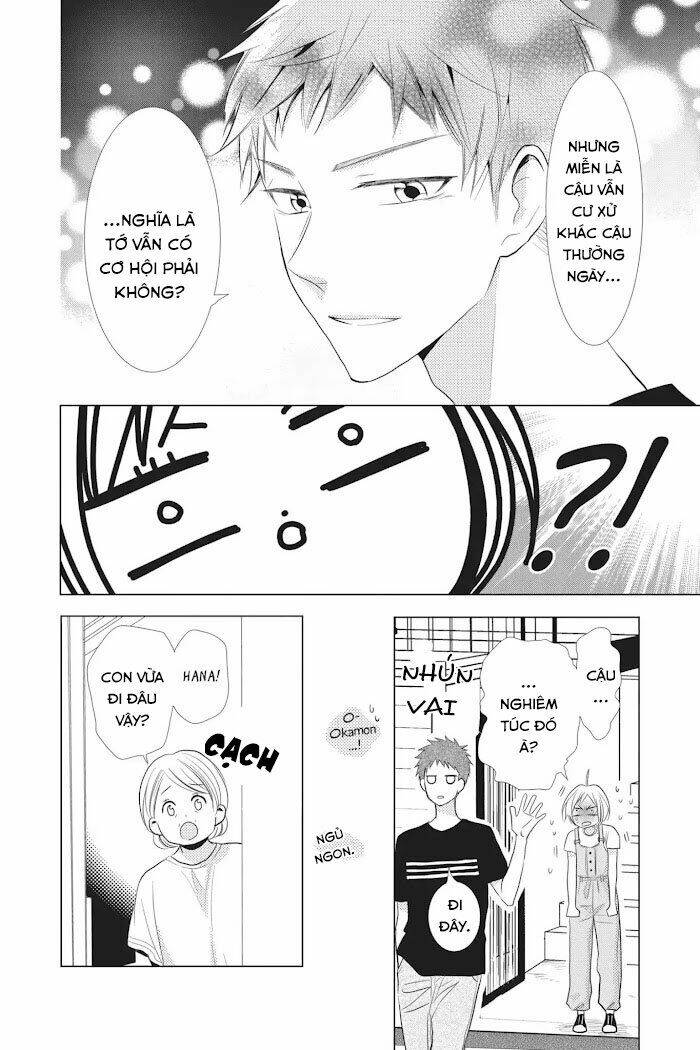 NHƯNG
MIỄN LÀ
CẬU VẪN
CƯ XỬ
KHÁC CẬU
THƯỜNG
NGÀY...
...NGHĨA LÀ
TỚ VẪN CÓ
CƠ HỘI PHẢI
KHÔNG?
?!
CẬU
...
...
NGHIÊM
TÚC ĐÓ
À?
NHÚN
VAI
ĐI
ĐÂY.
O-
Okamon
...!
NGỦ
NGON.
HANA!
CON VỪA
ĐI ĐÂU
VẬY?
CẠCH